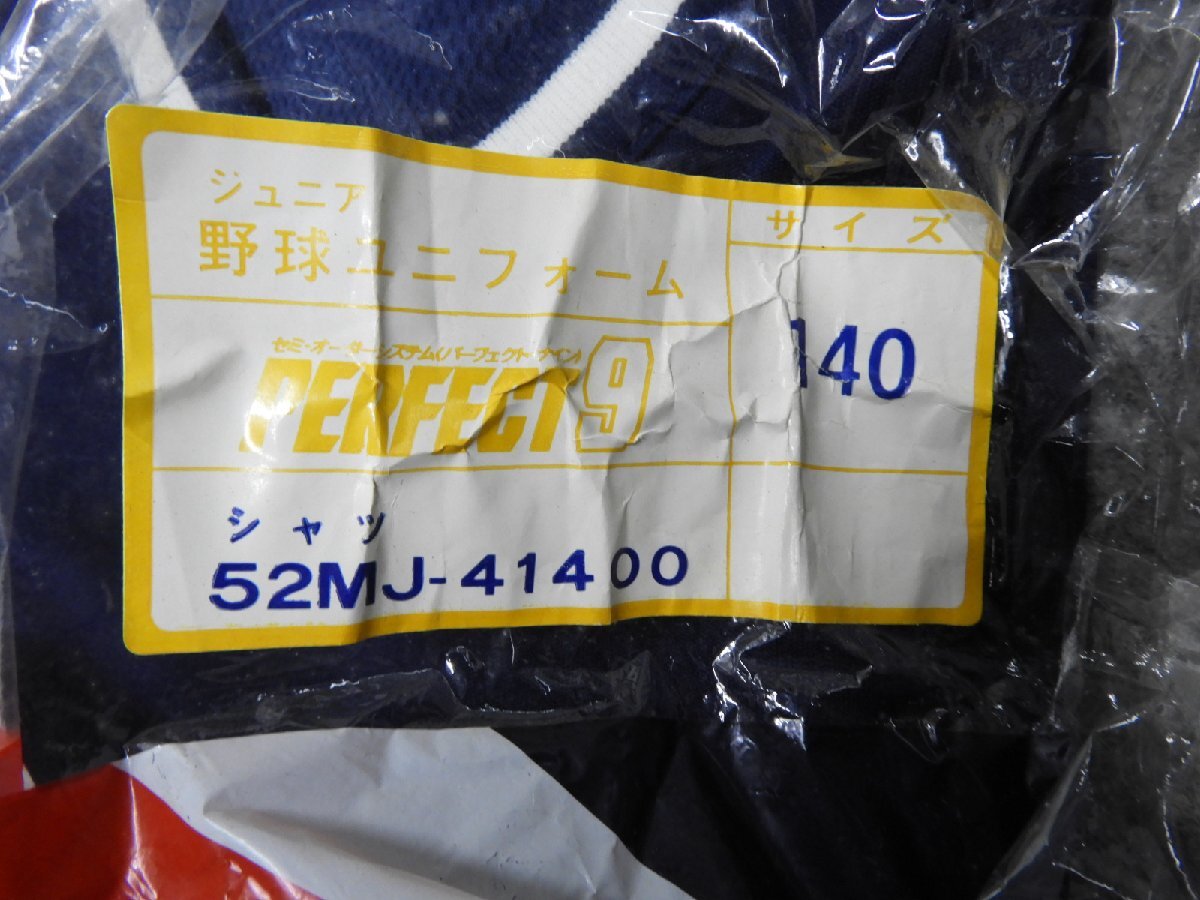 ジュニア
野球ユニフォーム
サイズ
セミ・オーダーシステム(パーフェクト・ナイン)
PERFECT9
140
シャツ
52MJ-41400